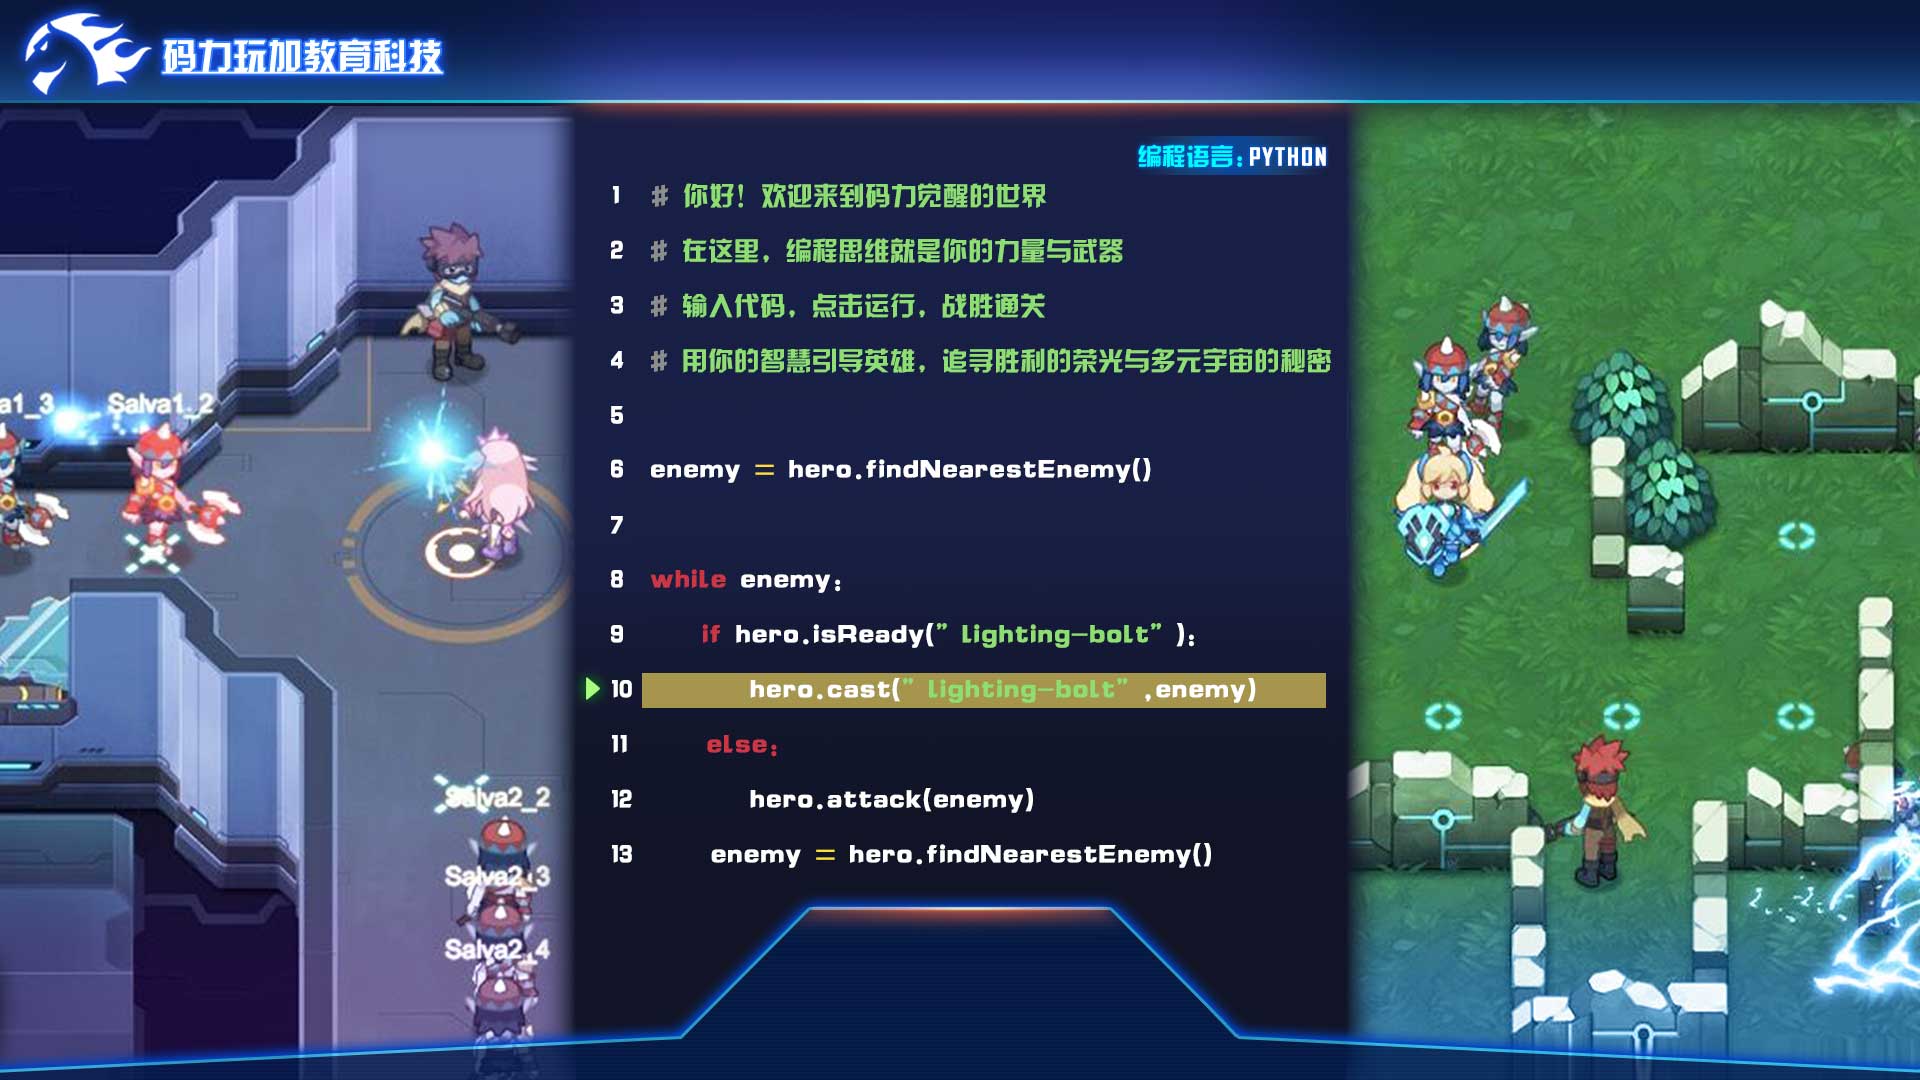 码力玩加教育科技
编程语言:PYTHON
1 # 你好！欢迎来到码力觉醒的世界
2 # 在这里，编程思维就是你的力量与武器
3 # 输入代码，点击运行，战胜通关
4 # 用你的智慧引导英雄，追寻胜利的荣光与多元宇宙的秘密
5
6 enemy = hero.findNearestEnemy()
7
8 while enemy:
9 if hero.isReady(” lighting-bolt” ):
10 hero.cast(” lighting-bolt” ,enemy)
11 else:
12 hero.attack(enemy)
13 enemy = hero.findNearestEnemy()
a1_3
Salva1_2
Salva2_2
Salva2_3
Salva2_4